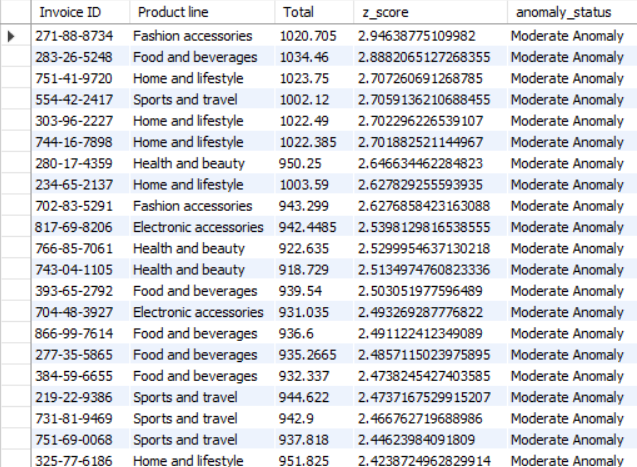 Invoice ID Product line Total z_score anomaly_status
271-88-8734 Fashion accessories 1020.705 2.94638775109982 Moderate Anomaly
283-26-5248 Food and beverages 1034.46 2.8882065127268355 Moderate Anomaly
751-41-9720 Home and lifestyle 1023.75 2.707260691268785 Moderate Anomaly
554-42-2417 Sports and travel 1002.12 2.7059136210688455 Moderate Anomaly
303-96-2227 Home and lifestyle 1022.49 2.702296226539107 Moderate Anomaly
744-16-7898 Home and lifestyle 1022.385 2.701882521144967 Moderate Anomaly
280-17-4359 Health and beauty 950.25 2.646634462284823 Moderate Anomaly
234-65-2137 Home and lifestyle 1003.59 2.627829255593935 Moderate Anomaly
702-83-5291 Fashion accessories 943.299 2.6276858423163088 Moderate Anomaly
817-69-8206 Electronic accessories 942.4485 2.5398129816538555 Moderate Anomaly
766-85-7061 Health and beauty 922.635 2.5299954637130218 Moderate Anomaly
743-04-1105 Health and beauty 918.729 2.5134974760823336 Moderate Anomaly
393-65-2792 Food and beverages 939.54 2.503051977596489 Moderate Anomaly
704-48-3927 Electronic accessories 931.035 2.493269287776822 Moderate Anomaly
866-99-7614 Food and beverages 936.6 2.491122412349089 Moderate Anomaly
277-35-5865 Food and beverages 935.2665 2.4857115023975895 Moderate Anomaly
384-59-6655 Food and beverages 932.337 2.4738245427403585 Moderate Anomaly
219-22-9386 Sports and travel 944.622 2.4737167529915207 Moderate Anomaly
731-81-9469 Sports and travel 942.9 2.466762719688986 Moderate Anomaly
751-69-0068 Sports and travel 937.818 2.44623984091809 Moderate Anomaly
325-77-6186 Home and lifestyle 951.825 2.4238724962829914 Moderate Anomaly